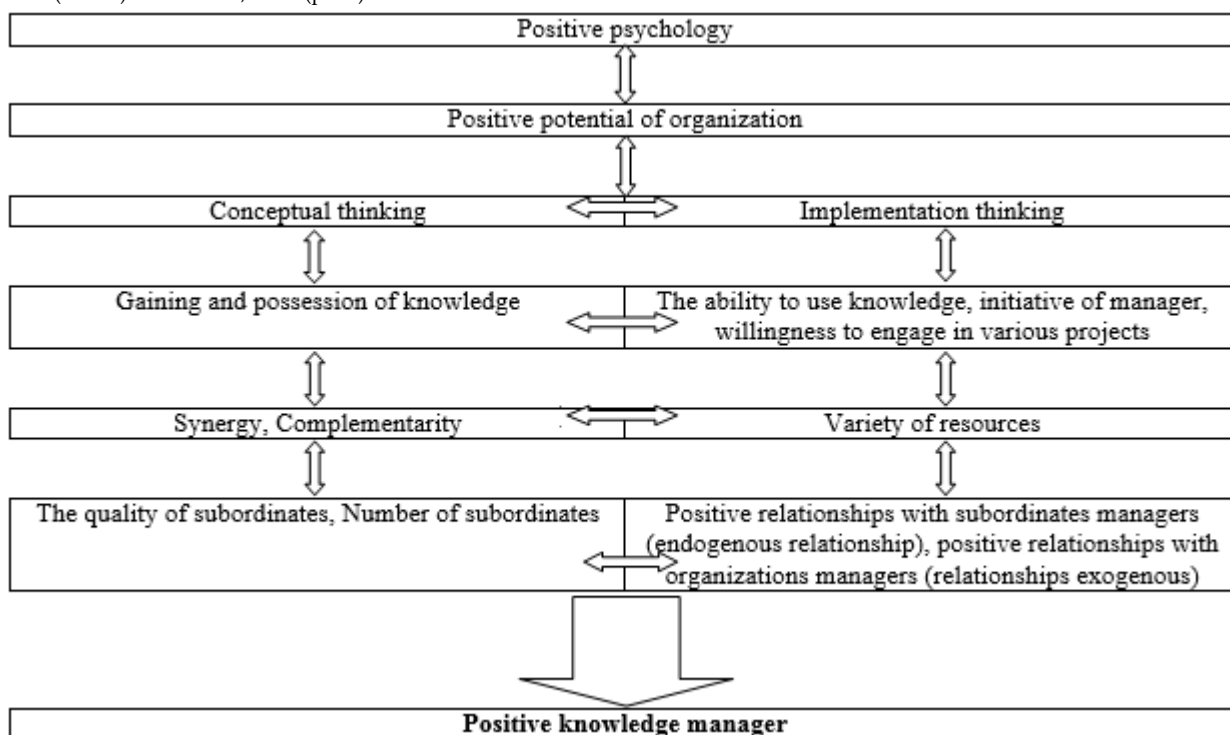 Positive psychology
Positive potential of organization
Conceptual thinking
Implementation thinking
Gaining and possession of knowledge
The ability to use knowledge, initiative of manager,
willingness to engage in various projects
Synergy, Complementarity
Variety of resources
The quality of subordinates, Number of subordinates
Positive relationships with subordinates managers
(endogenous relationship), positive relationships with
organizations managers (relationships exogenous)
Positive knowledge manager